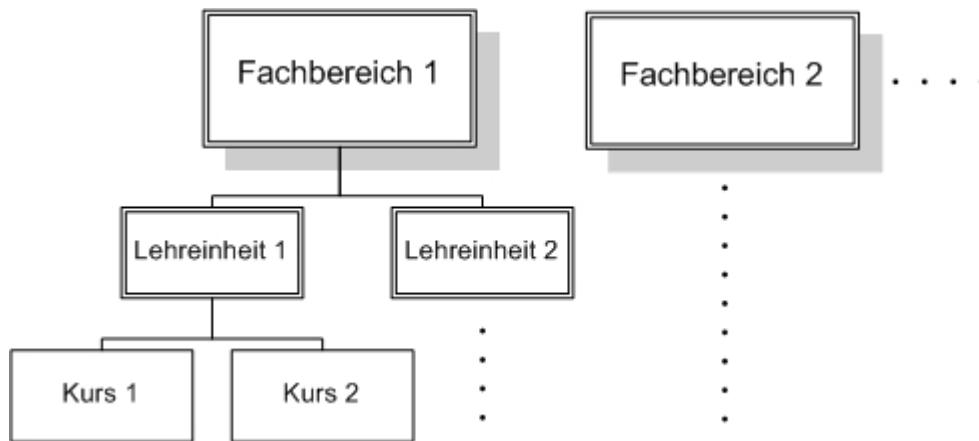 Fachbereich 1
Fachbereich 2
Lehreinheit 1
Lehreinheit 2
Kurs 1
Kurs 2